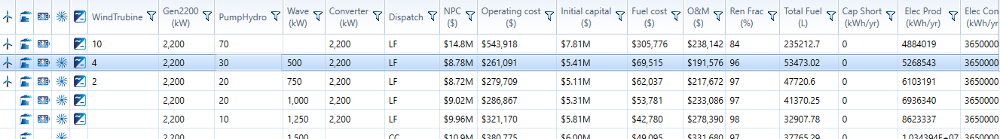 WindTrubine Gen2200 (kW) PumpHydro Wave (kW) Converter (kW) Dispatch NPC ($) Operating cost ($) Initial capital ($) Fuel cost ($) O&M ($) Ren Frac (%) Total Fuel (L) Cap Short (kWh/yr) Elec Prod (kWh/yr) Elec Con (kWh/yr)
10 2,200 70 2,200 LF $14.8M $543,918 $7.81M $305,776 $238,142 84 235212.7 0 4884019 3650000
4 2,200 30 500 2,200 LF $8.78M $261,091 $5.41M $69,515 $191,576 96 53473.02 0 5268543 3650000
2 2,200 20 750 2,200 LF $8.72M $279,709 $5.11M $62,037 $217,672 97 47720.6 0 6103191 3650000
2,200 20 1,000 2,200 LF $9.02M $286,867 $5.31M $53,781 $233,086 97 41370.25 0 6936340 3650000
2,200 10 1,250 2,200 LF $9.96M $321,170 $5.81M $42,780 $278,390 98 32907.78 0 8623337 3650000
2,200 1,500 CC $10.9M $380,775 $6.00M $49,095 $331,680 97 37765.29 0 1.034394E+07